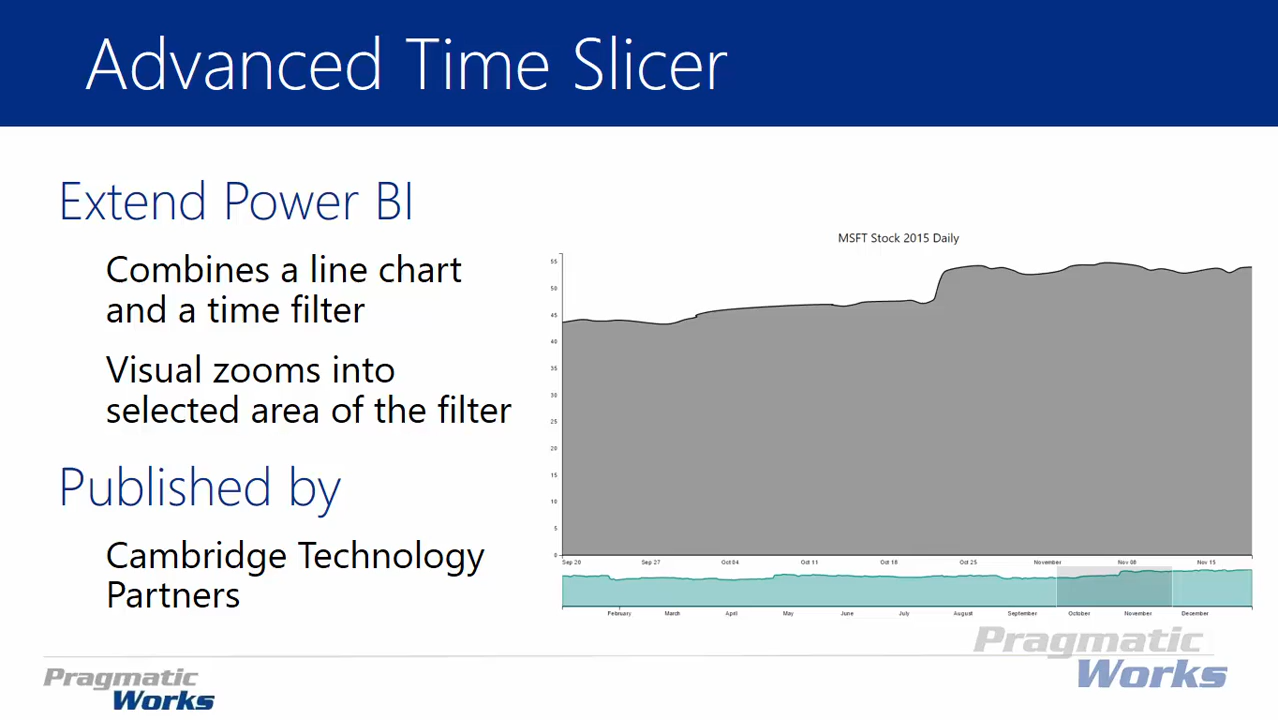 Advanced Time Slicer
Extend Power BI
Combines a line chart
and a time filter
Visual zooms into
selected area of the filter
Published by
Cambridge Technology
Partners
MSFT Stock 2015 Daily
55
50
45
40
35
30
25
20
15
10
5
0
Sep 20 Sep 27 Oct 04 Oct 11 Oct 18 Oct 25 November Nov 08 Nov 15
February March April May June July August September October November December
Pragmatic
Works
Pragmatic
Works